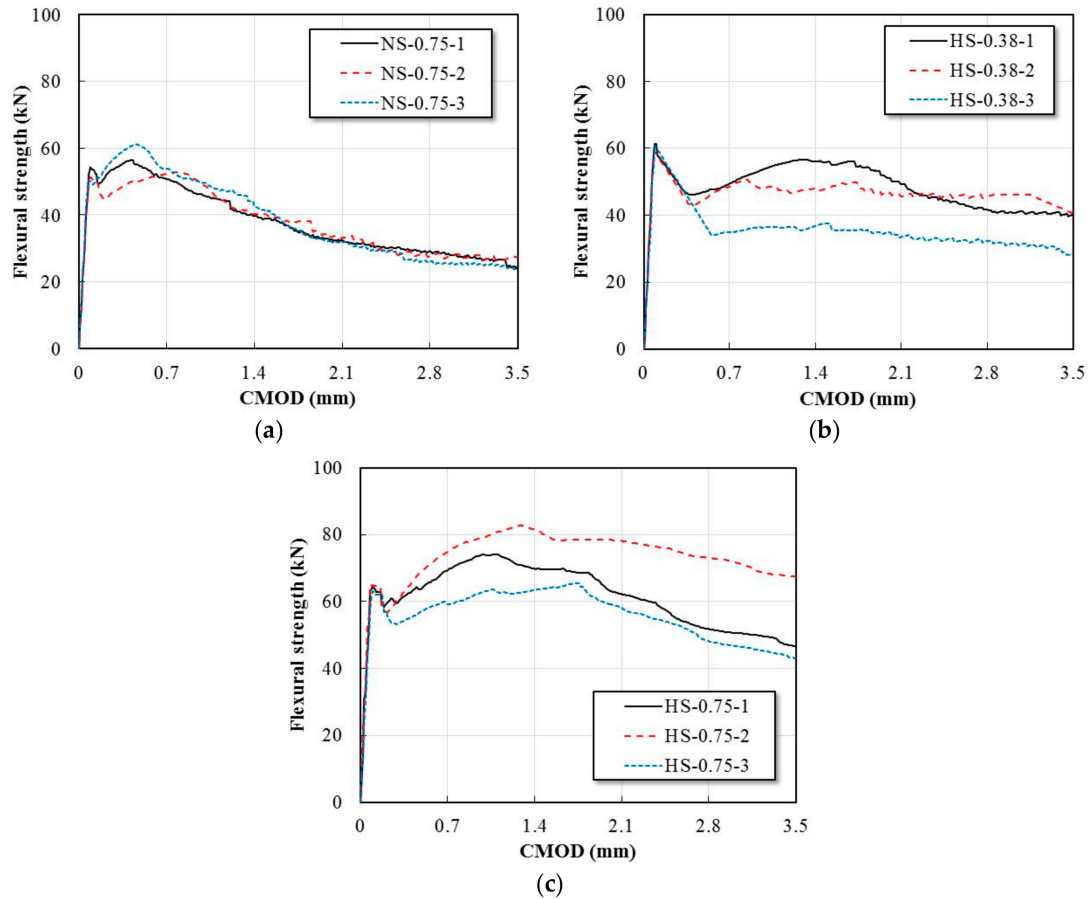 100
80
60
40
20
0
Flexural strength (kN)
NS-0.75-1
NS-0.75-2
NS-0.75-3
0 0.7 1.4 2.1 2.8 3.5
CMOD (mm)
(a)
100
80
60
40
20
0
Flexural strength (kN)
HS-0.38-1
HS-0.38-2
HS-0.38-3
0 0.7 1.4 2.1 2.8 3.5
CMOD (mm)
(b)
100
80
60
40
20
0
Flexural strength (kN)
HS-0.75-1
HS-0.75-2
HS-0.75-3
0 0.7 1.4 2.1 2.8 3.5
CMOD (mm)
(c)